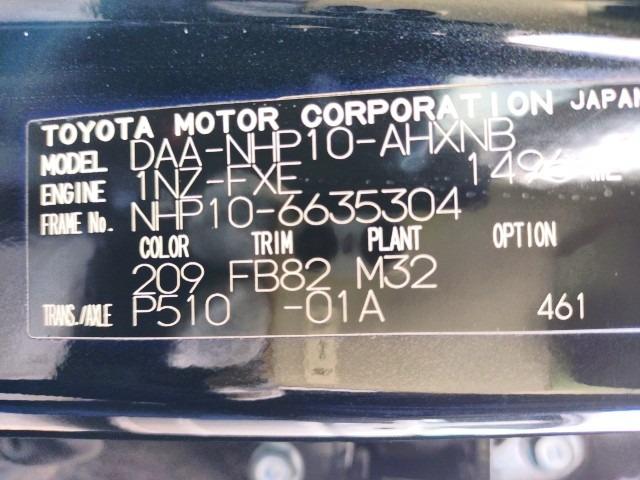 TOYOTA MOTOR CORPORATION JAPAN
MODEL DAA-NHP10-AHXNB
ENGINE 1NZ-FXE 1496
FRAME No. NHP10-6635304
COLOR TRIM PLANT OPTION
209 FB82 M32
TRANS./AXLE P510 -01A 461